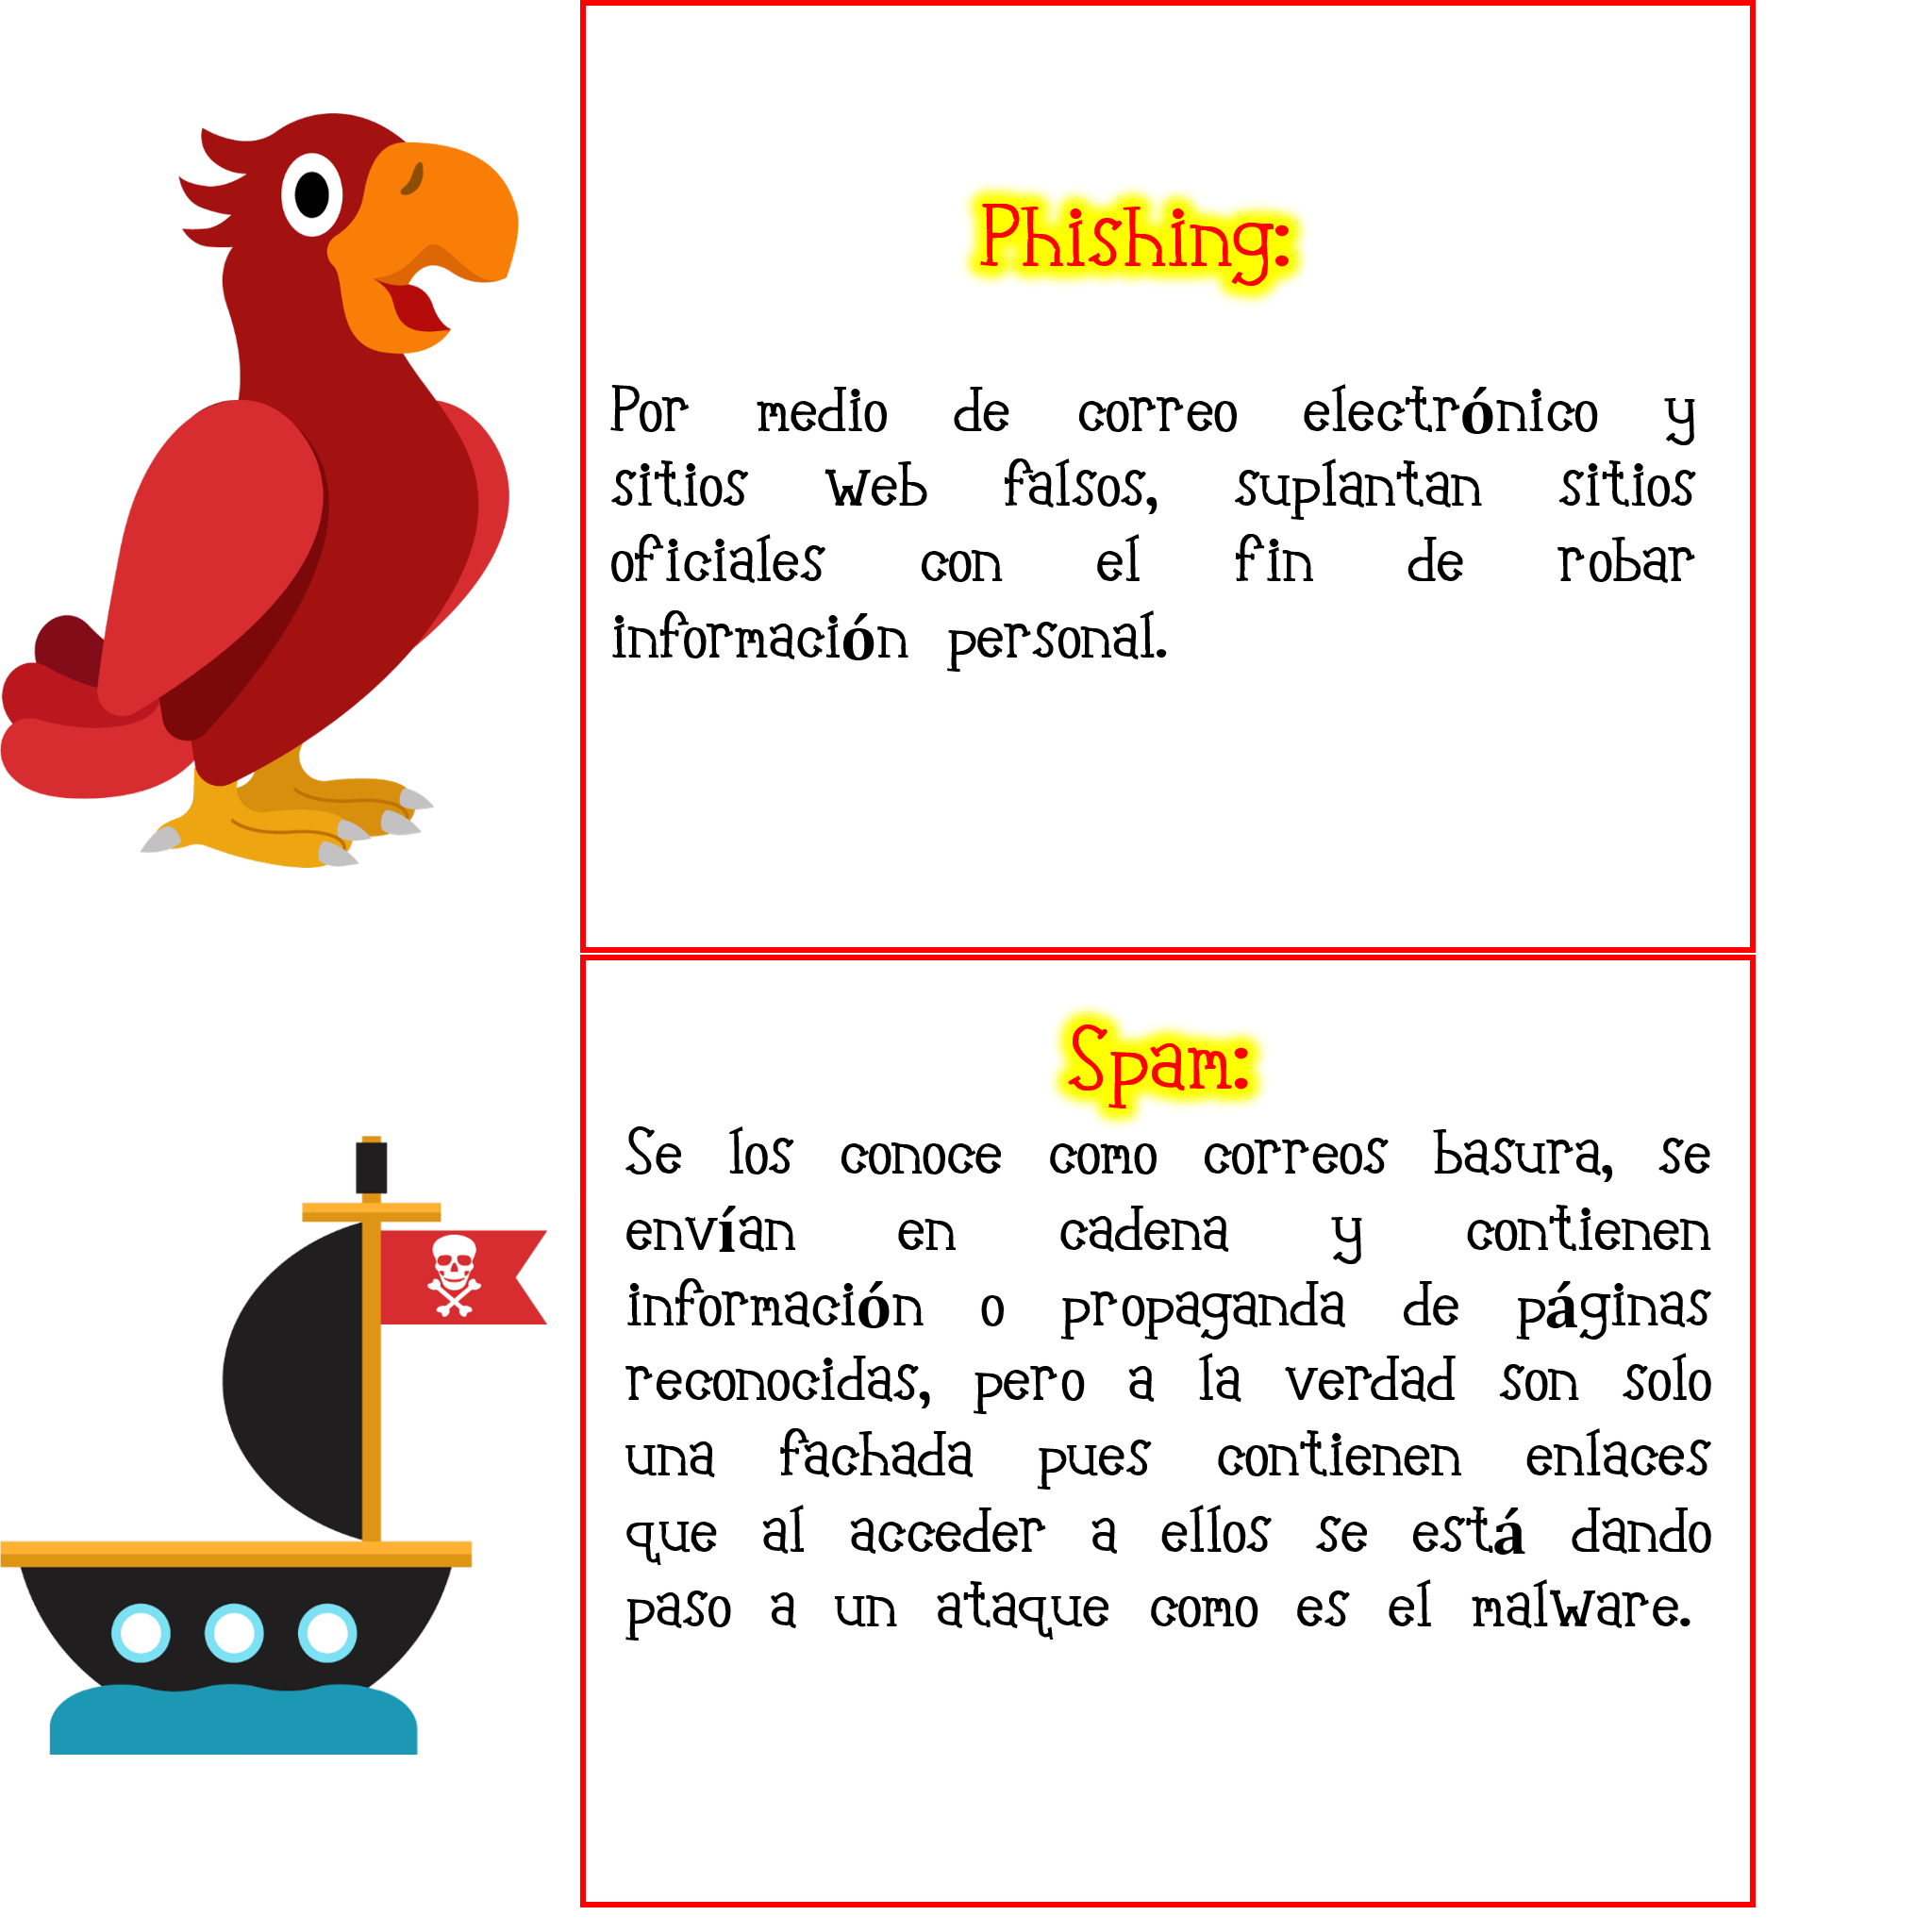 Phishing:
Por medio de correo electrónico y
sitios web falsos, suplantan sitios
oficiales con el fin de robar
información personal.
Spam:
Se los conoce como correos basura, se
envían en cadena y contienen
información o propaganda de páginas
reconocidas, pero a la verdad son solo
una fachada pues contienen enlaces
que al acceder a ellos se está dando
paso a un ataque como es el malware.